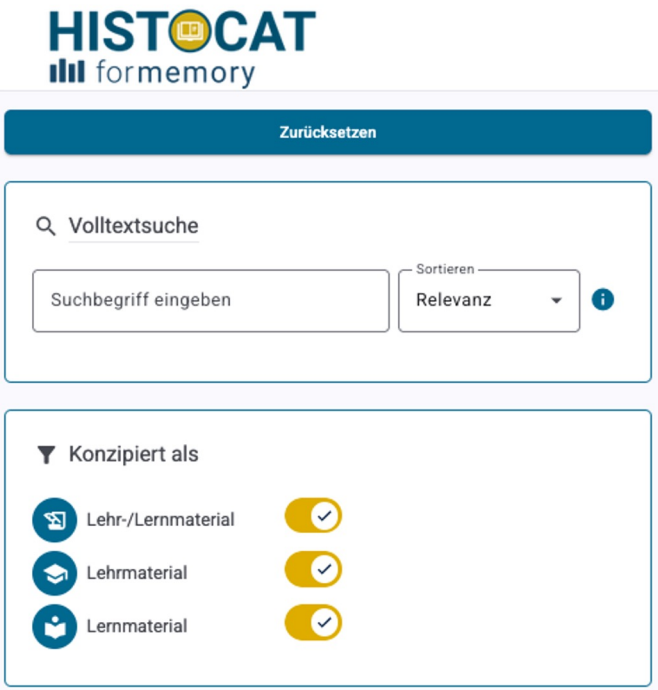 HISTOCAT
formemory
Zurücksetzen
Volltextsuche
Sortieren
Suchbegriff eingeben
Relevanz
Konzipiert als
Lehr-/Lernmaterial
Lehrmaterial
Lernmaterial